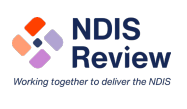 NDIS
Review
Working together to deliver the NDIS